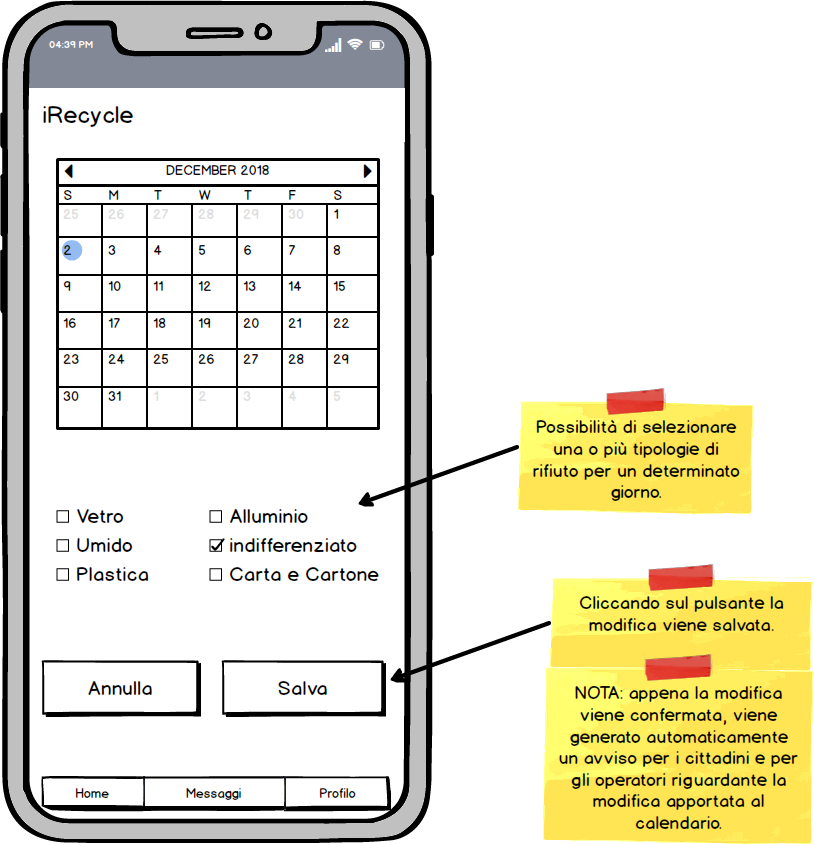 04:39 PM
iRecycle
DECEMBER 2018
S M T W T F S
25 26 27 28 29 30 1
2 3 4 5 6 7 8
9 10 11 12 13 14 15
16 17 18 19 20 21 22
23 24 25 26 27 28 29
30 31 1 2 3 4 5
Possibilità di selezionare
una o più tipologie di
rifiuto per un determinato
giorno.
Vetro Alluminio
Umido indifferenziato
Plastica Carta e Cartone
Cliccando sul pulsante la
modifica viene salvata.
Annulla Salva
NOTA: appena la modifica
viene confermata, viene
generato automaticamente
un avviso per i cittadini e per
gli operatori riguardante la
modifica apportata al
calendario.
Home Messaggi Profilo